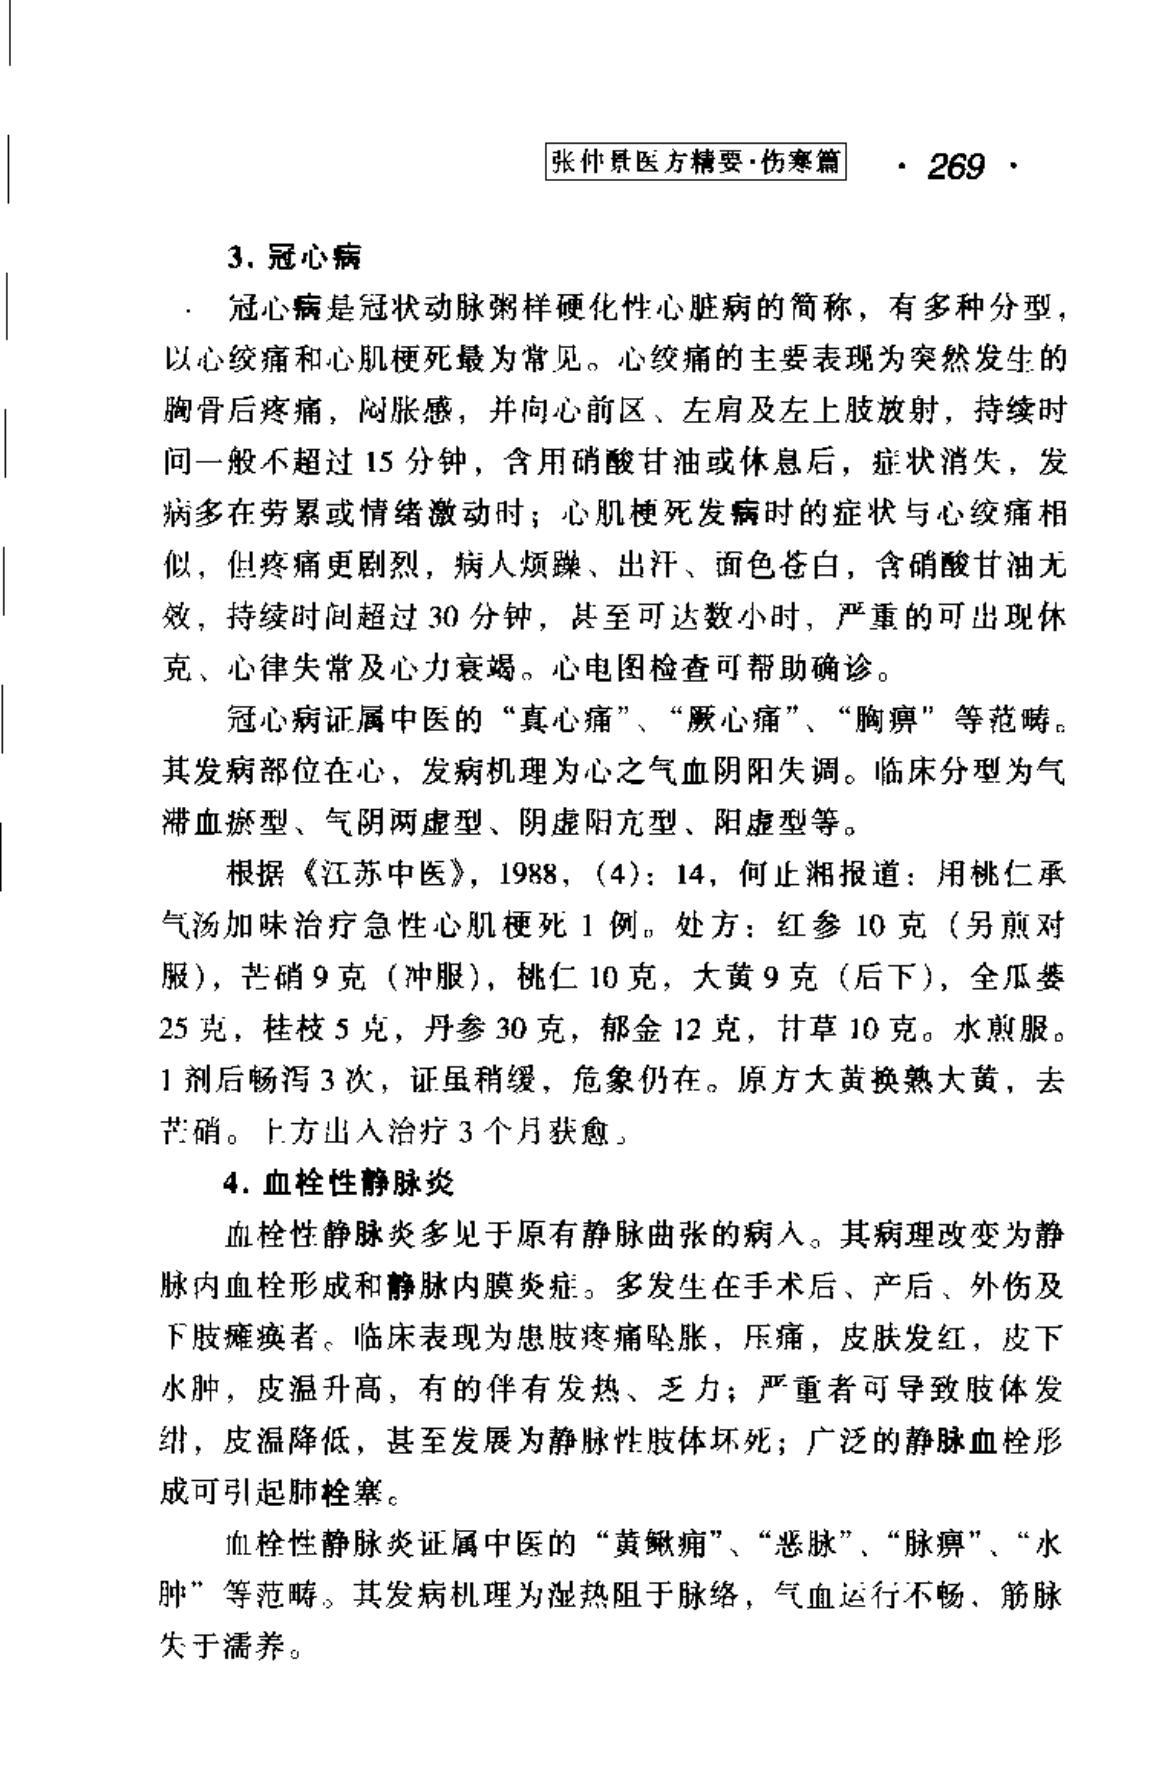 张仲景医方精要·伤寒篇 · 269 ·
3. 冠心病
冠心病是冠状动脉粥样硬化性心脏病的简称，有多种分型，
以心绞痛和心肌梗死最为常见。心绞痛的主要表现为突然发生的
胸骨后疼痛，闷胀感，并向心前区、左肩及左上肢放射，持续时
间一般不超过 15 分钟，含用硝酸甘油或休息后，症状消失，发
病多在劳累或情绪激动时；心肌梗死发病时的症状与心绞痛相
似，但疼痛更剧烈，病人烦躁、出汗、面色苍白，含硝酸甘油无
效，持续时间超过 30 分钟，甚至可达数小时，严重的可出现休
克、心律失常及心力衰竭。心电图检查可帮助确诊。
冠心病证属中医的“真心痛”、“厥心痛”、“胸痹”等范畴。
其发病部位在心，发病机理为心之气血阴阳失调。临床分型为气
滞血瘀型、气阴两虚型、阴虚阳亢型、阳虚型等。
根据《江苏中医》，1988，（4）：14，何止湘报道：用桃仁承
气汤加味治疗急性心肌梗死 1 例。处方：红参 10 克（另煎对
服），芒硝 9 克（冲服），桃仁 10 克，大黄 9 克（后下），全瓜蒌
25 克，桂枝 5 克，丹参 30 克，郁金 12 克，甘草 10 克。水煎服。
1 剂后畅泻 3 次，证虽稍缓，危象仍在。原方大黄换熟大黄，去
芒硝。上方出入治疗 3 个月获愈。
4. 血栓性静脉炎
血栓性静脉炎多见于原有静脉曲张的病人。其病理改变为静
脉内血栓形成和静脉内膜炎症。多发生在手术后、产后、外伤及
下肢瘫痪者。临床表现为患肢疼痛坠胀，压痛，皮肤发红，皮下
水肿，皮温升高，有的伴有发热、乏力；严重者可导致肢体发
绀，皮温降低，甚至发展为静脉性肢体坏死；广泛的静脉血栓形
成可引起肺栓塞。
血栓性静脉炎证属中医的“黄鳅痈”、“恶脉”、“脉痹”、“水
肿”等范畴。其发病机理为湿热阻于脉络，气血运行不畅、筋脉
失于濡养。